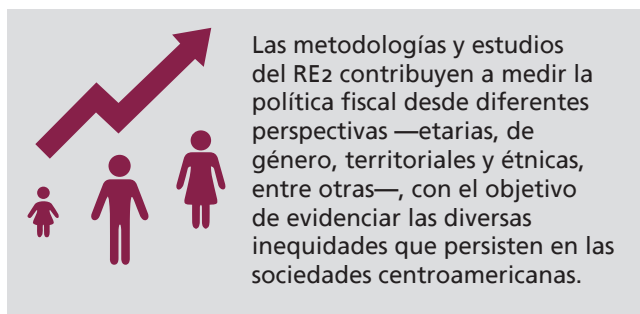 Las metodologías y estudios
del RE2 contribuyen a medir la
política fiscal desde diferentes
perspectivas —etarias, de
género, territoriales y étnicas,
entre otras—, con el objetivo
de evidenciar las diversas
inequidades que persisten en las
sociedades centroamericanas.